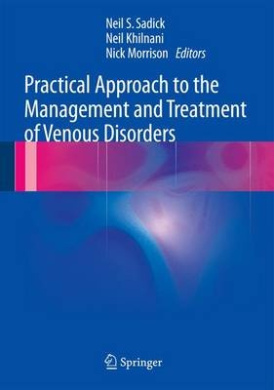 Neil S. Sadick
Neil Khilnani
Nick Morrison Editors
Practical Approach to the
Management and Treatment
of Venous Disorders
Springer